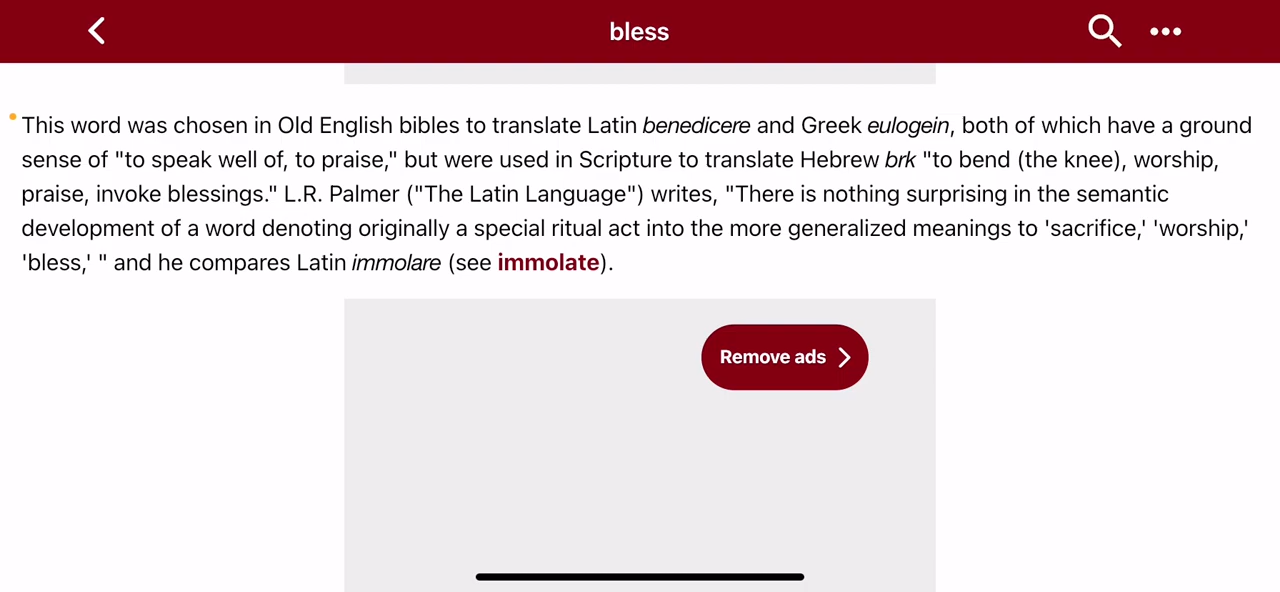 bless
This word was chosen in Old English bibles to translate Latin benedicere and Greek eulogein, both of which have a ground
sense of "to speak well of, to praise," but were used in Scripture to translate Hebrew brk "to bend (the knee), worship,
praise, invoke blessings." L.R. Palmer ("The Latin Language") writes, "There is nothing surprising in the semantic
development of a word denoting originally a special ritual act into the more generalized meanings to 'sacrifice,' 'worship,'
'bless,' " and he compares Latin immolare (see immolate).
Remove ads